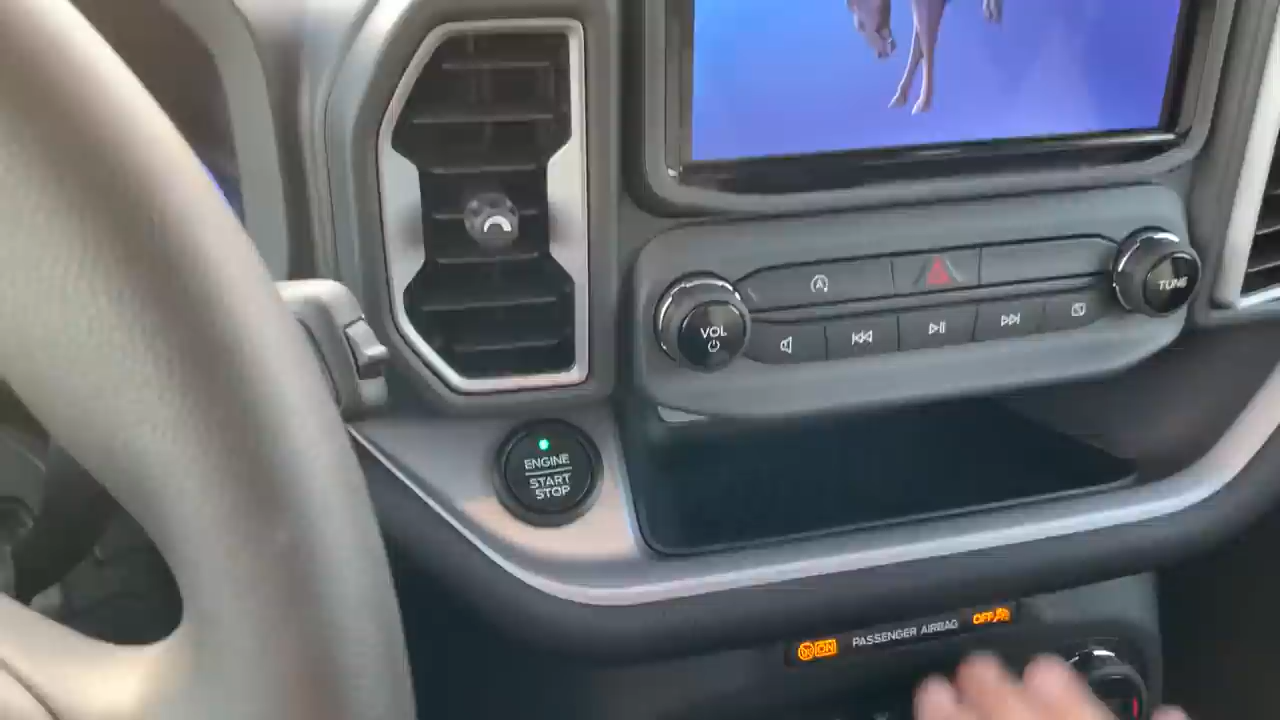 VOL
TUNE
ENGINE
START
STOP
ON
PASSENGER AIRBAG
OFF